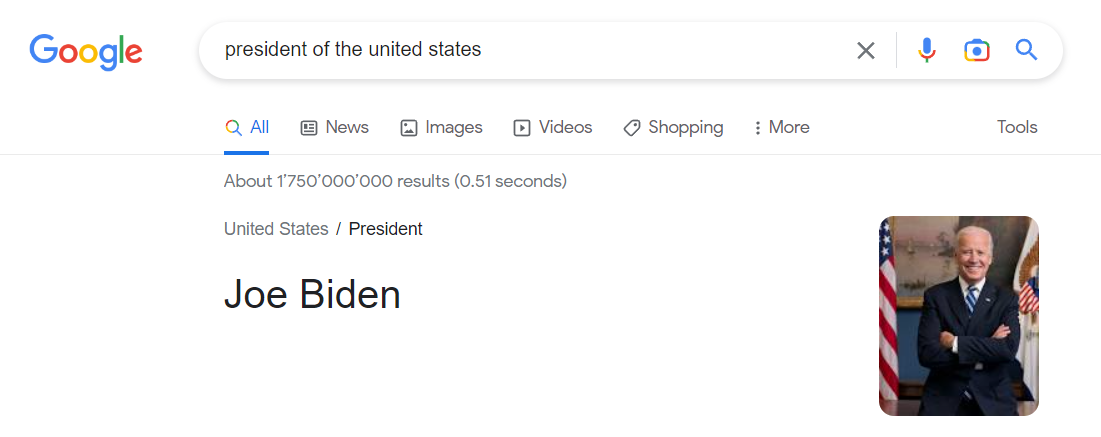 Google
president of the united states
All News Images Videos Shopping More Tools
About 1’750’000’000 results (0.51 seconds)
United States / President
Joe Biden